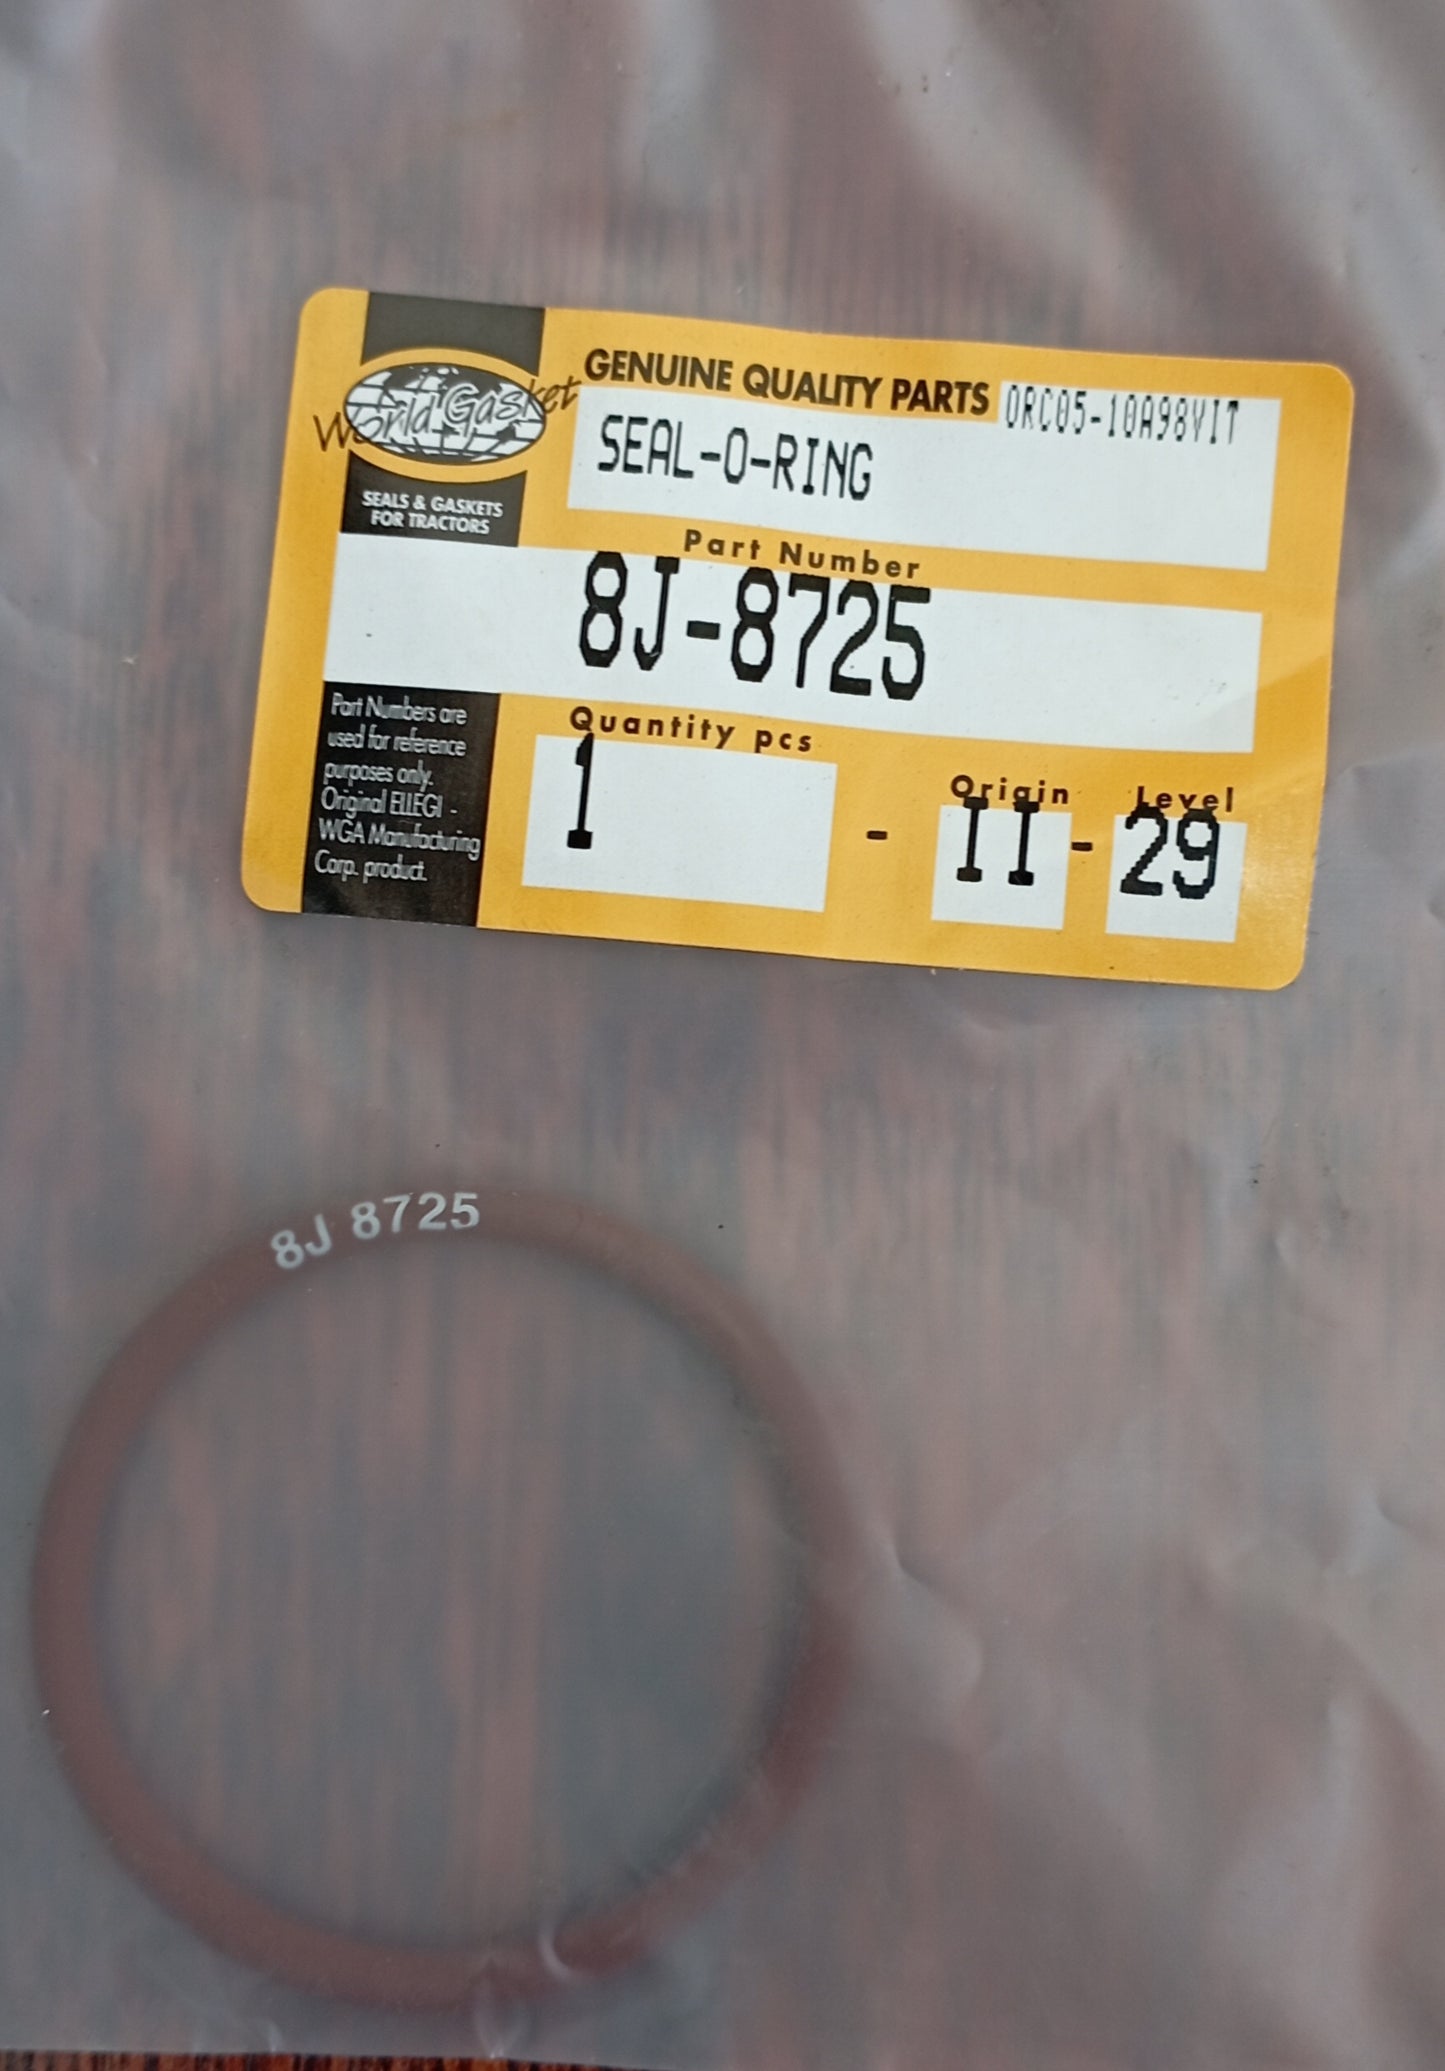 World Gasket
SEALS & GASKETS
FOR TRACTORS
GENUINE QUALITY PARTS
ORC05-10A98VIT
SEAL-O-RING
Part Number
8J-8725
Part Numbers are
used for reference
purposes only.
Original ELLEGI -
WGA Manufacturing
Corp. product.
Quantity pcs
1
-
Origin
II
-
Level
29
8J 8725